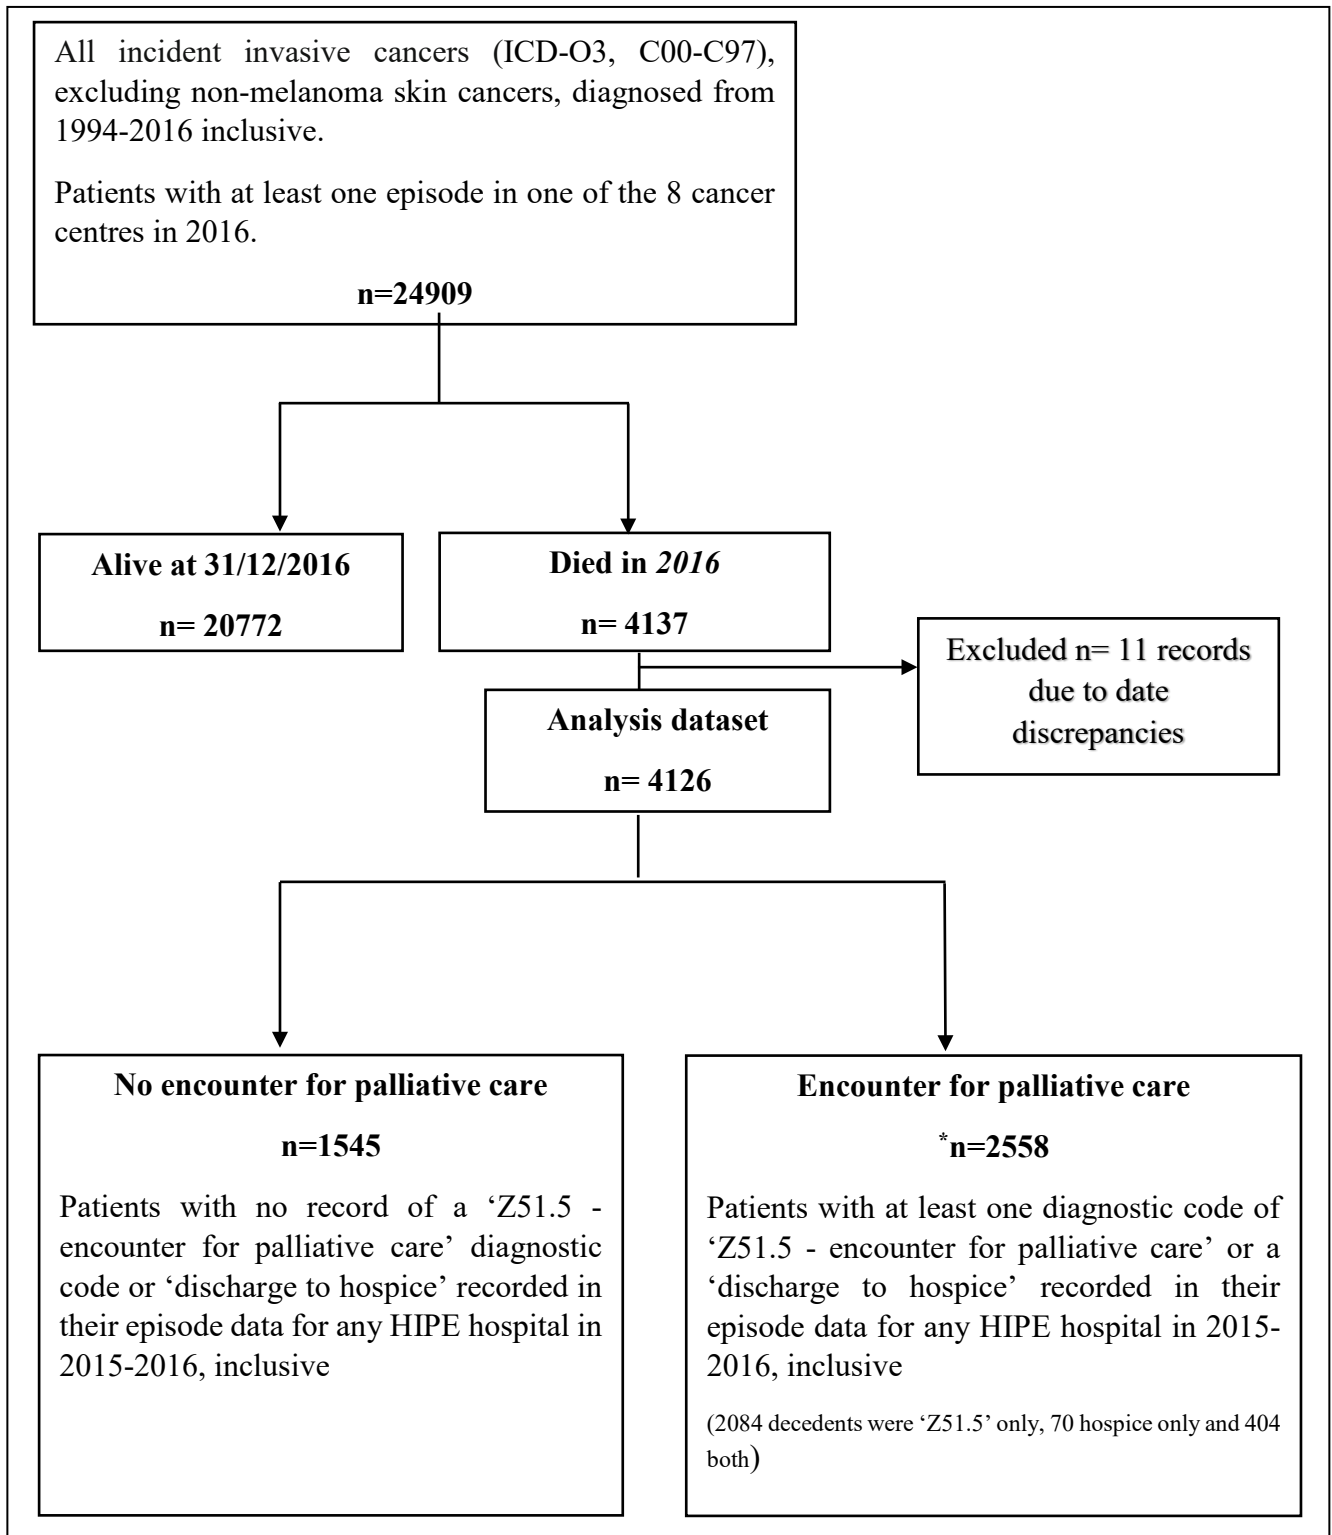 All incident invasive cancers (ICD-O3, C00-C97),
excluding non-melanoma skin cancers, diagnosed from
1994-2016 inclusive.
Patients with at least one episode in one of the 8 cancer
centres in 2016.
n=24909
Alive at 31/12/2016
n= 20772
Died in 2016
n= 4137
Excluded n= 11 records
due to date
discrepancies
Analysis dataset
n= 4126
No encounter for palliative care
n=1545
Patients with no record of a ‘Z51.5 -
encounter for palliative care’ diagnostic
code or ‘discharge to hospice’ recorded in
their episode data for any HIPE hospital in
2015-2016, inclusive
Encounter for palliative care
*n=2558
Patients with at least one diagnostic code of
‘Z51.5 - encounter for palliative care’ or a
‘discharge to hospice’ recorded in their
episode data for any HIPE hospital in 2015-
2016, inclusive
(2084 decedents were ‘Z51.5’ only, 70 hospice only and 404
both)